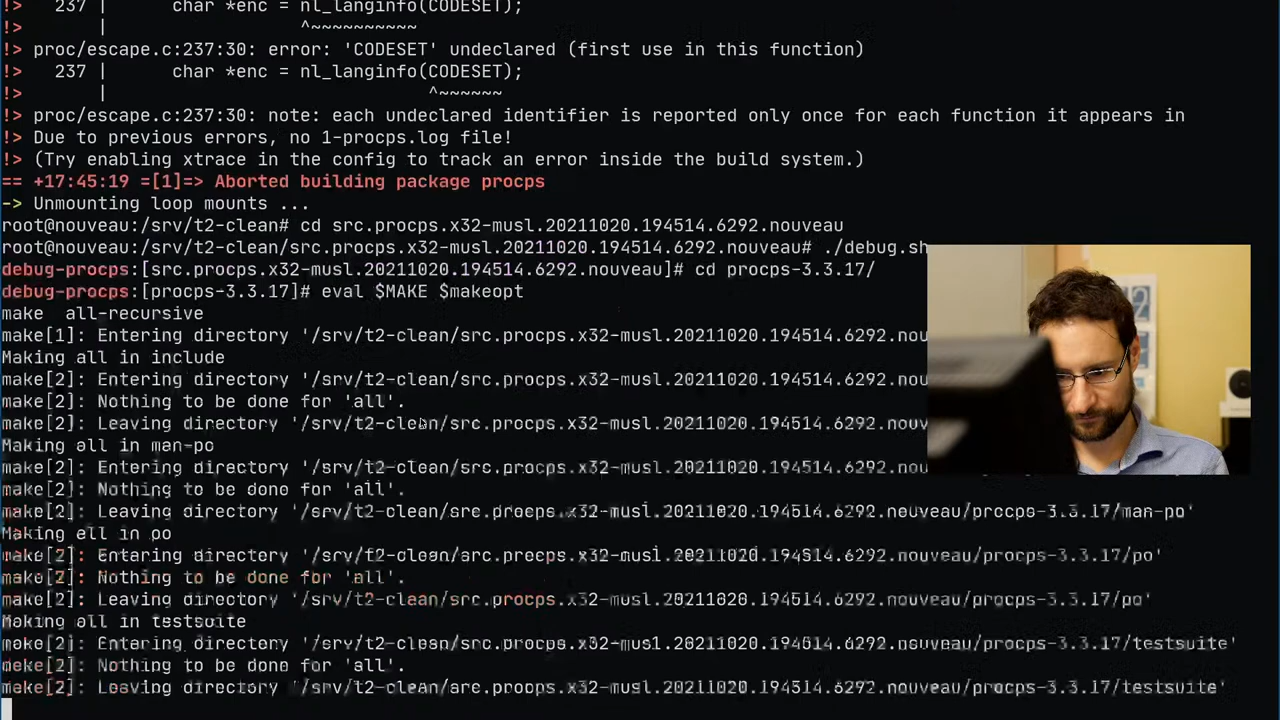 !>   237 |      char *enc = nl_langinfo(CODESET);
!>       |                  ^~~~~~~~~~~
!> proc/escape.c:237:30: error: 'CODESET' undeclared (first use in this function)
!>   237 |      char *enc = nl_langinfo(CODESET);
!>       |                              ^~~~~~~
!> proc/escape.c:237:30: note: each undeclared identifier is reported only once for each function it appears in
!> Due to previous errors, no 1-procps.log file!
!> (Try enabling xtrace in the config to track an error inside the build system.)
== +17:45:19 =[1]=> Aborted building package procps
-> Unmounting loop mounts ...
root@nouveau:/srv/t2-clean# cd src.procps.x32-musl.20211020.194514.6292.nouveau
root@nouveau:/srv/t2-clean/src.procps.x32-musl.20211020.194514.6292.nouveau# ./debug.sh
debug-procps:[src.procps.x32-musl.20211020.194514.6292.nouveau]# cd procps-3.3.17/
debug-procps:[procps-3.3.17]# eval $MAKE $makeopt
make  all-recursive
make[1]: Entering directory '/srv/t2-clean/src.procps.x32-musl.20211020.194514.6292.nou
Making all in include
make[2]: Entering directory '/srv/t2-clean/src.procps.x32-musl.20211020.194514.6292.nou
make[2]: Nothing to be done for 'all'.
make[2]: Leaving directory '/srv/t2-clean/src.procps.x32-musl.20211020.194514.6292.nou
Making all in man-po
make[2]: Entering directory '/srv/t2-clean/src.procps.x32-musl.20211020.194514.6292.nou
make[2]: Nothing to be done for 'all'.
make[2]: Leaving directory '/srv/t2-clean/src.procps.x32-musl.20211020.194514.6292.nouveau/procps-3.3.17/man-po'
Making all in po
make[2]: Entering directory '/srv/t2-clean/src.procps.x32-musl.20211020.194514.6292.nouveau/procps-3.3.17/po'
make[2]: Nothing to be done for 'all'.
make[2]: Leaving directory '/srv/t2-clean/src.procps.x32-musl.20211020.194514.6292.nouveau/procps-3.3.17/po'
Making all in testsuite
make[2]: Entering directory '/srv/t2-clean/src.procps.x32-musl.20211020.194514.6292.nouveau/procps-3.3.17/testsuite'
make[2]: Nothing to be done for 'all'.
make[2]: Leaving directory '/srv/t2-clean/src.procps.x32-musl.20211020.194514.6292.nouveau/procps-3.3.17/testsuite'